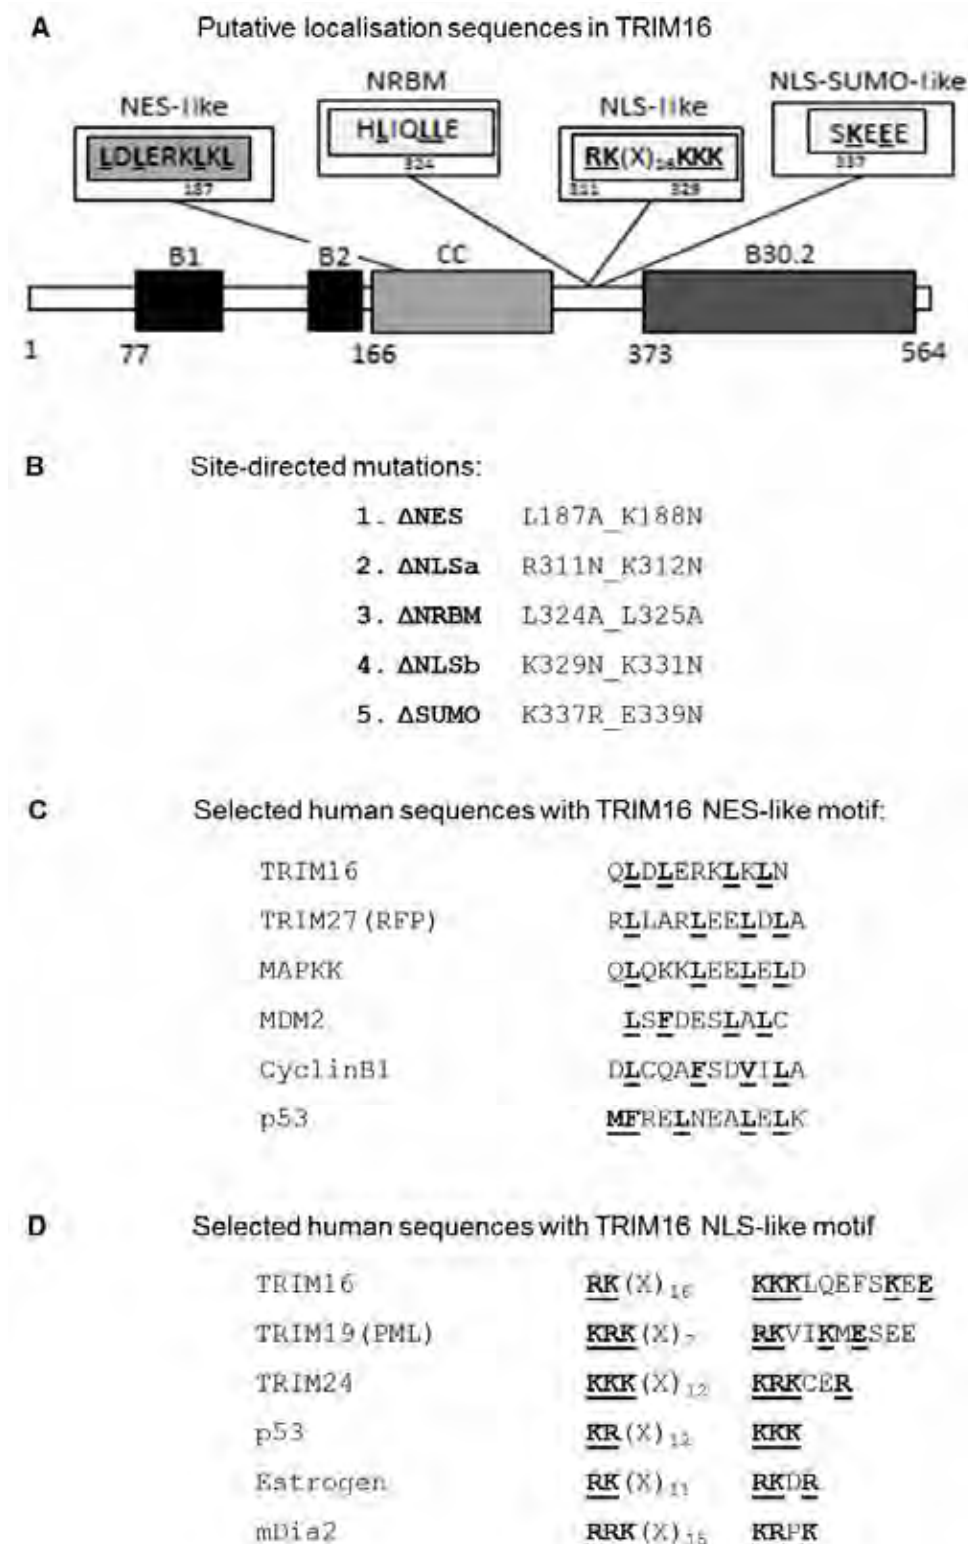 A Putative localisation sequences in TRIM16
NES-like NRBM NLS-like NLS-SUMO-like
LDLERKLKL HLIQLLE RK(X)₁₆KKK SKEEE
187 324 311 329 337
B1 B2 CC B30.2
1 77 166 373 564
B Site-directed mutations:
1. ΔNES L187A_K188N
2. ΔNLSa R311N_K312N
3. ΔNRBM L324A_L325A
4. ΔNLSb K329N_K331N
5. ΔSUMO K337R_E339N
C Selected human sequences with TRIM16 NES-like motif:
TRIM16 QLDLERKLKLN
TRIM27(RFP) RLLARLEELDLA
MAPKK QLQKKLEELELD
MDM2 LSFDESLALC
CyclinB1 DLCQAFSDVILA
p53 MFRELNEALELK
D Selected human sequences with TRIM16 NLS-like motif
TRIM16 RK(X)₁₆ KKKLQEFSKEE
TRIM19(PML) KRK(X)₇ RKVIKMESEE
TRIM24 KKK(X)₁₂ KRKCER
p53 KR(X)₁₂ KKK
Estrogen RK(X)₁₁ RKDR
mDia2 RRK(X)₁₅ KRPK